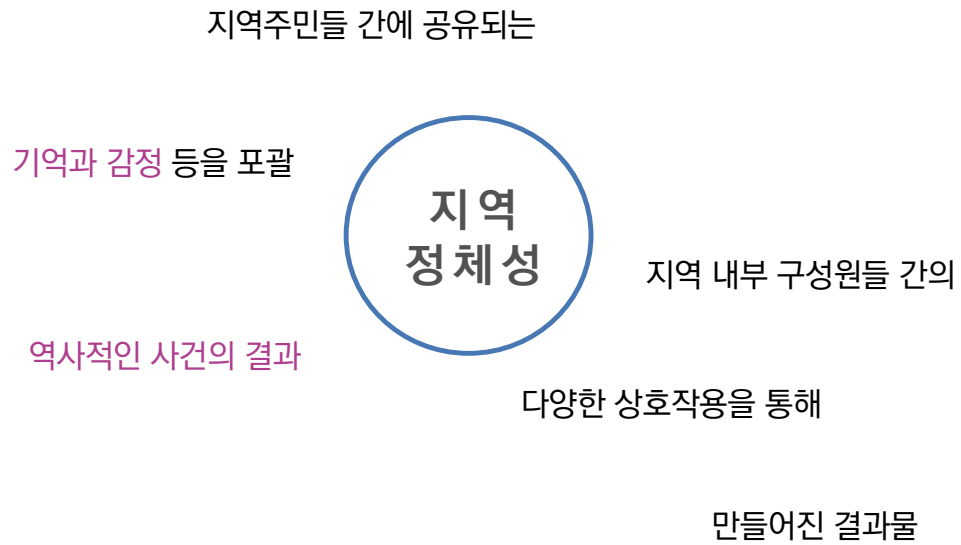 지역주민들 간에 공유되는
기억과 감정 등을 포괄
지역
정체성
지역 내부 구성원들 간의
역사적인 사건의 결과
다양한 상호작용을 통해
만들어진 결과물